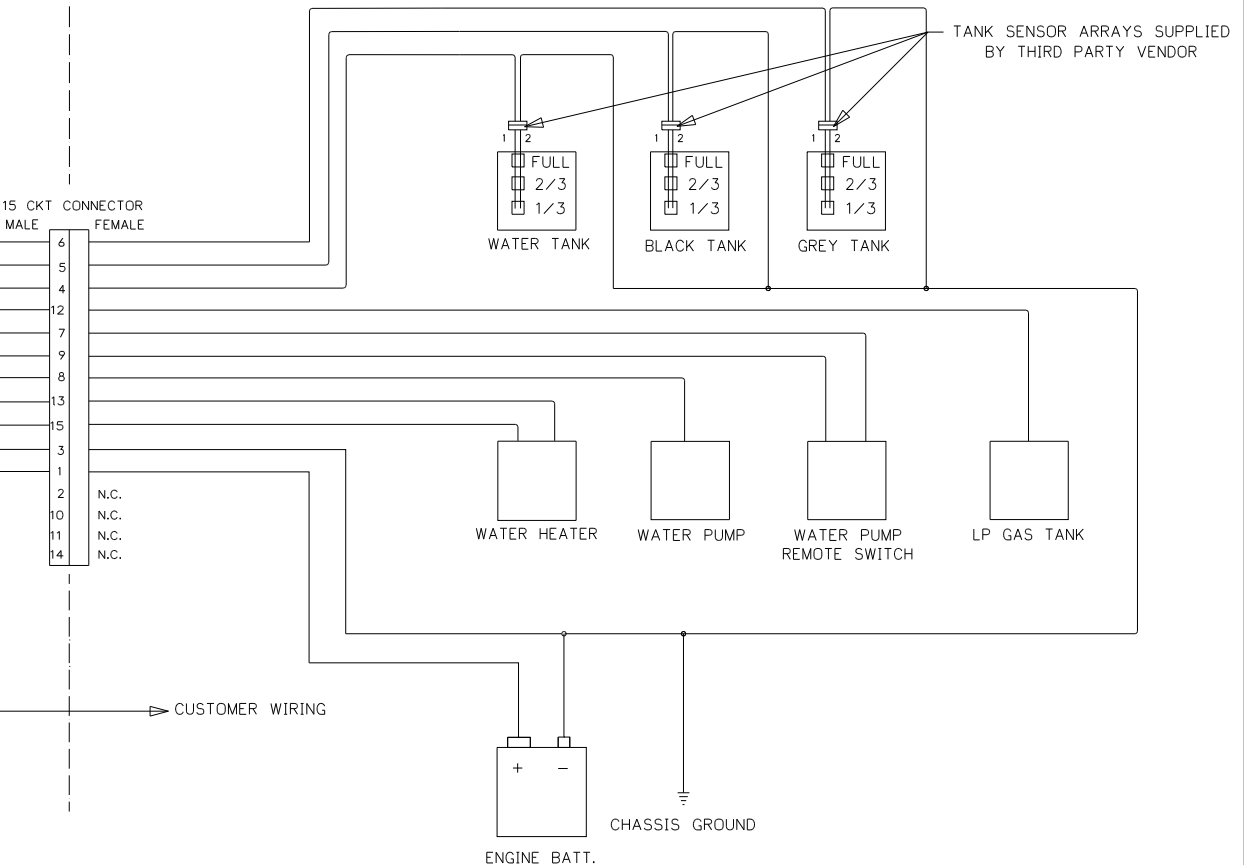 TANK SENSOR ARRAYS SUPPLIED
BY THIRD PARTY VENDOR
1 2
1 2
1 2
FULL
2/3
1/3
WATER TANK
FULL
2/3
1/3
BLACK TANK
FULL
2/3
1/3
GREY TANK
15 CKT CONNECTOR
MALE FEMALE
6
5
4
12
7
9
8
13
15
3
1
2 N.C.
10 N.C.
11 N.C.
14 N.C.
WATER HEATER
WATER PUMP
WATER PUMP
REMOTE SWITCH
LP GAS TANK
CUSTOMER WIRING
+ −
ENGINE BATT.
CHASSIS GROUND